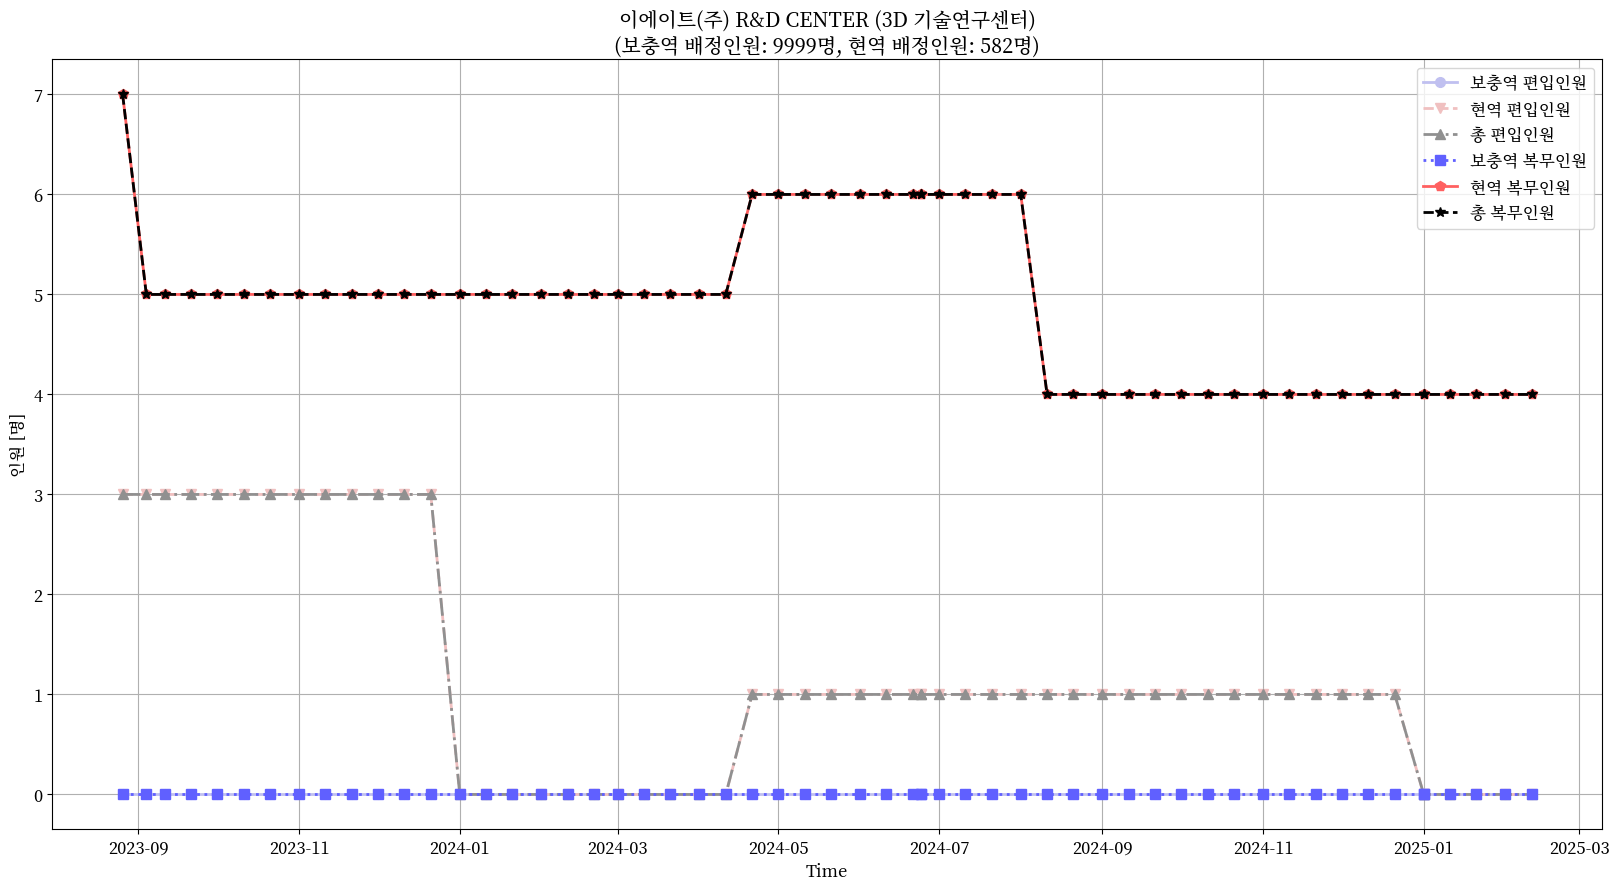 이에이트(주) R&D CENTER (3D 기술연구센터)
(보충역 배정인원: 9999명, 현역 배정인원: 582명)
보충역 편입인원
현역 편입인원
총 편입인원
보충역 복무인원
현역 복무인원
총 복무인원
인원 [명]
7
6
5
4
3
2
1
0
2023-09
2023-11
2024-01
2024-03
2024-05
2024-07
2024-09
2024-11
2025-01
2025-03
Time